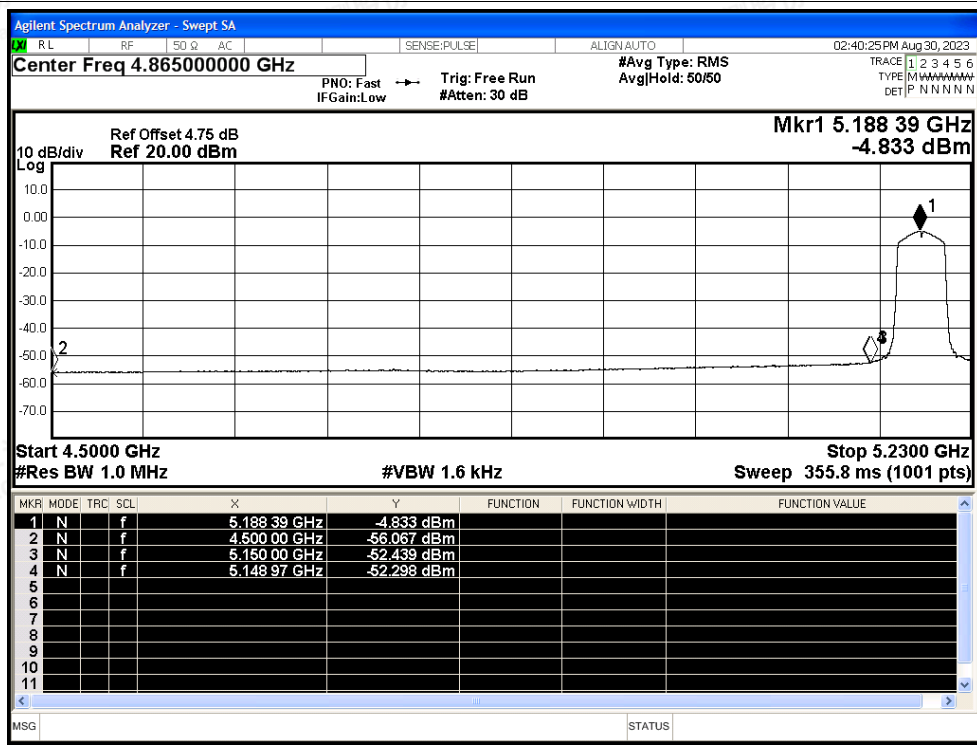 Agilent Spectrum Analyzer - Swept SA
LXI RL RF 50 Ω AC SENSE:PULSE ALIGN AUTO 02:40:25 PM Aug 30, 2023
Center Freq 4.865000000 GHz
PNO: Fast
IFGain:Low
Trig: Free Run
#Atten: 30 dB
#Avg Type: RMS
Avg|Hold: 50/50
TRACE 1 2 3 4 5 6
TYPE M W W W W W
DET P N N N N N
Mkr1 5.188 39 GHz
-4.833 dBm
Ref Offset 4.75 dB
10 dB/div Ref 20.00 dBm
Log
10.0
0.00
-10.0
-20.0
-30.0
-40.0
-50.0
-60.0
-70.0
1
2
Start 4.5000 GHz Stop 5.2300 GHz
#Res BW 1.0 MHz #VBW 1.6 kHz Sweep 355.8 ms (1001 pts)
MKR MODE TRC SCL X Y FUNCTION FUNCTION WIDTH FUNCTION VALUE
1 N f 5.188 39 GHz -4.833 dBm
2 N f 4.500 00 GHz -56.067 dBm
3 N f 5.150 00 GHz -52.439 dBm
4 N f 5.148 97 GHz -52.298 dBm
5
6
7
8
9
10
11
MSG STATUS